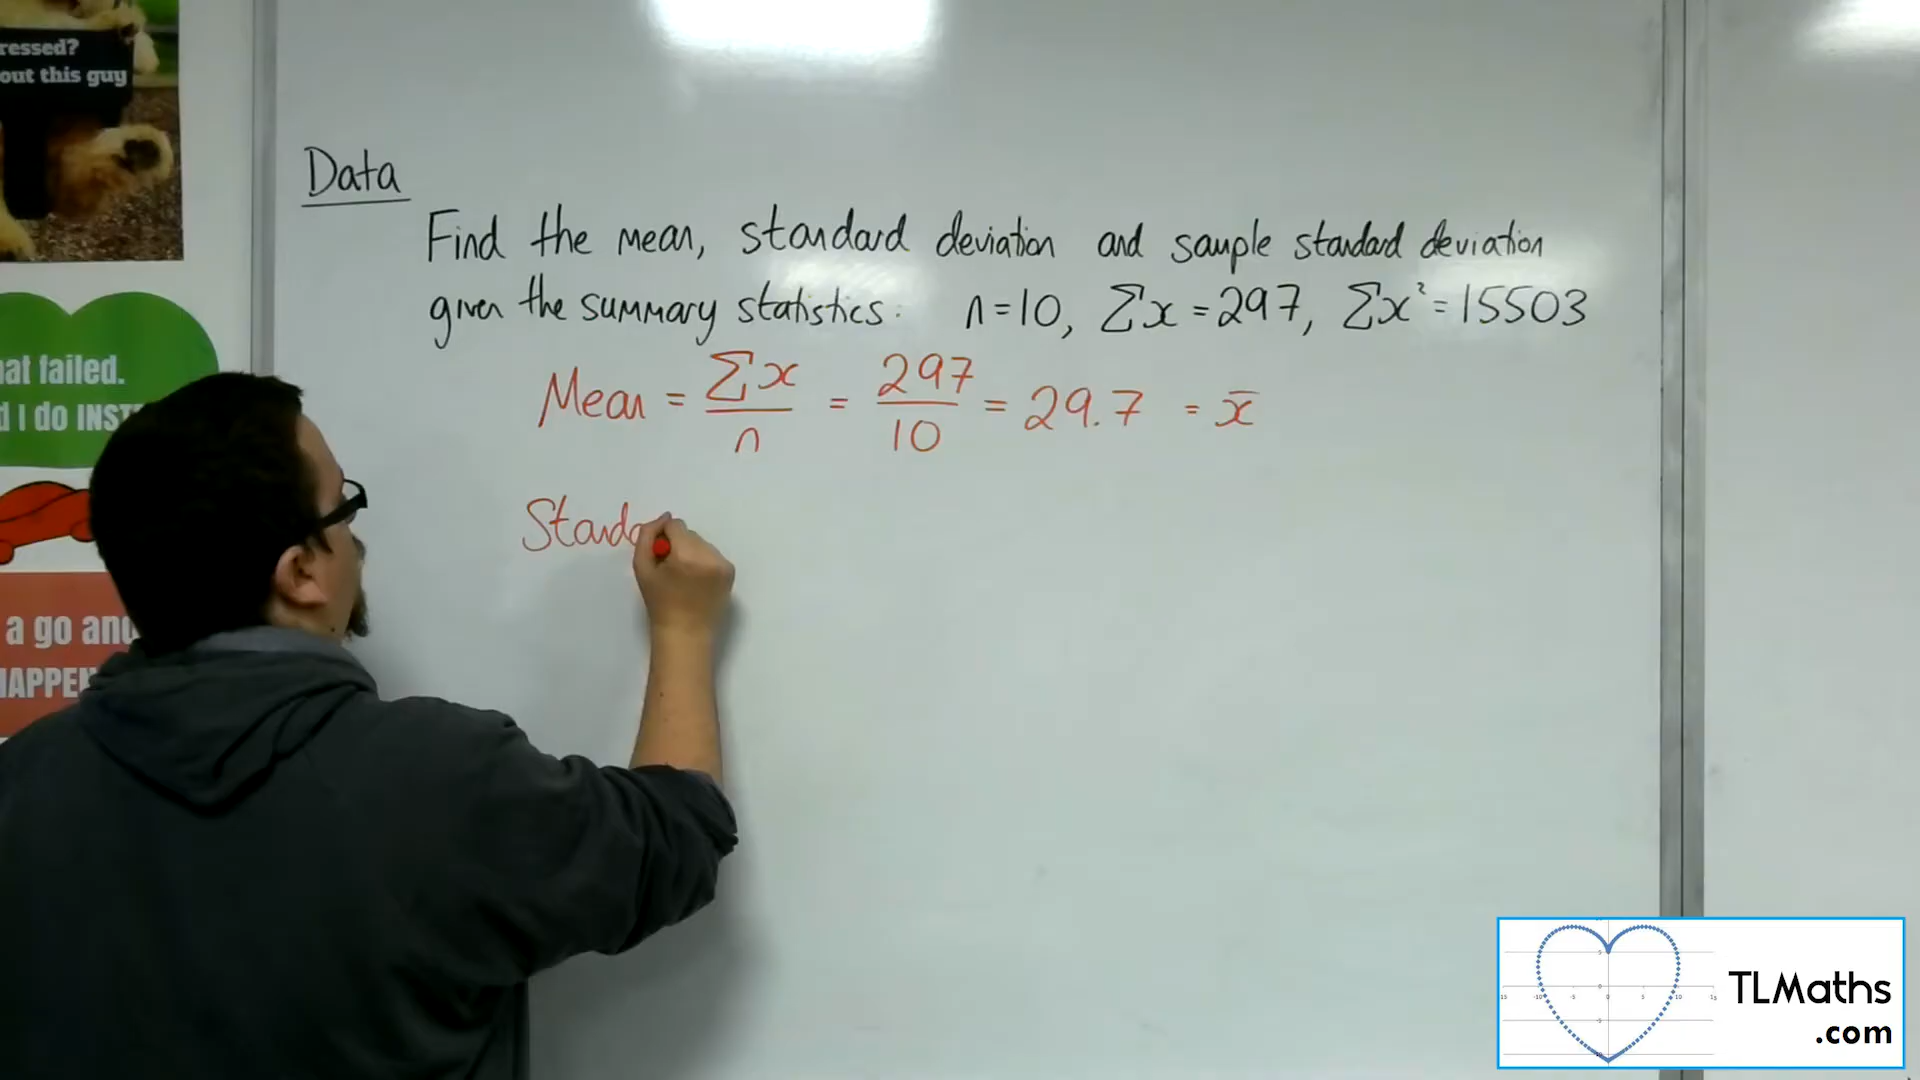 ressed?
out this guy
Data
Find the mean, standard deviation and sample standard deviation
given the summary statistics: n=10, Σx=297, Σx²=15503
Mean = Σx/n = 297/10 = 29.7 = x̄
Standa
hat failed.
d I do INST
a go and
HAPPEN
TLMaths
.com